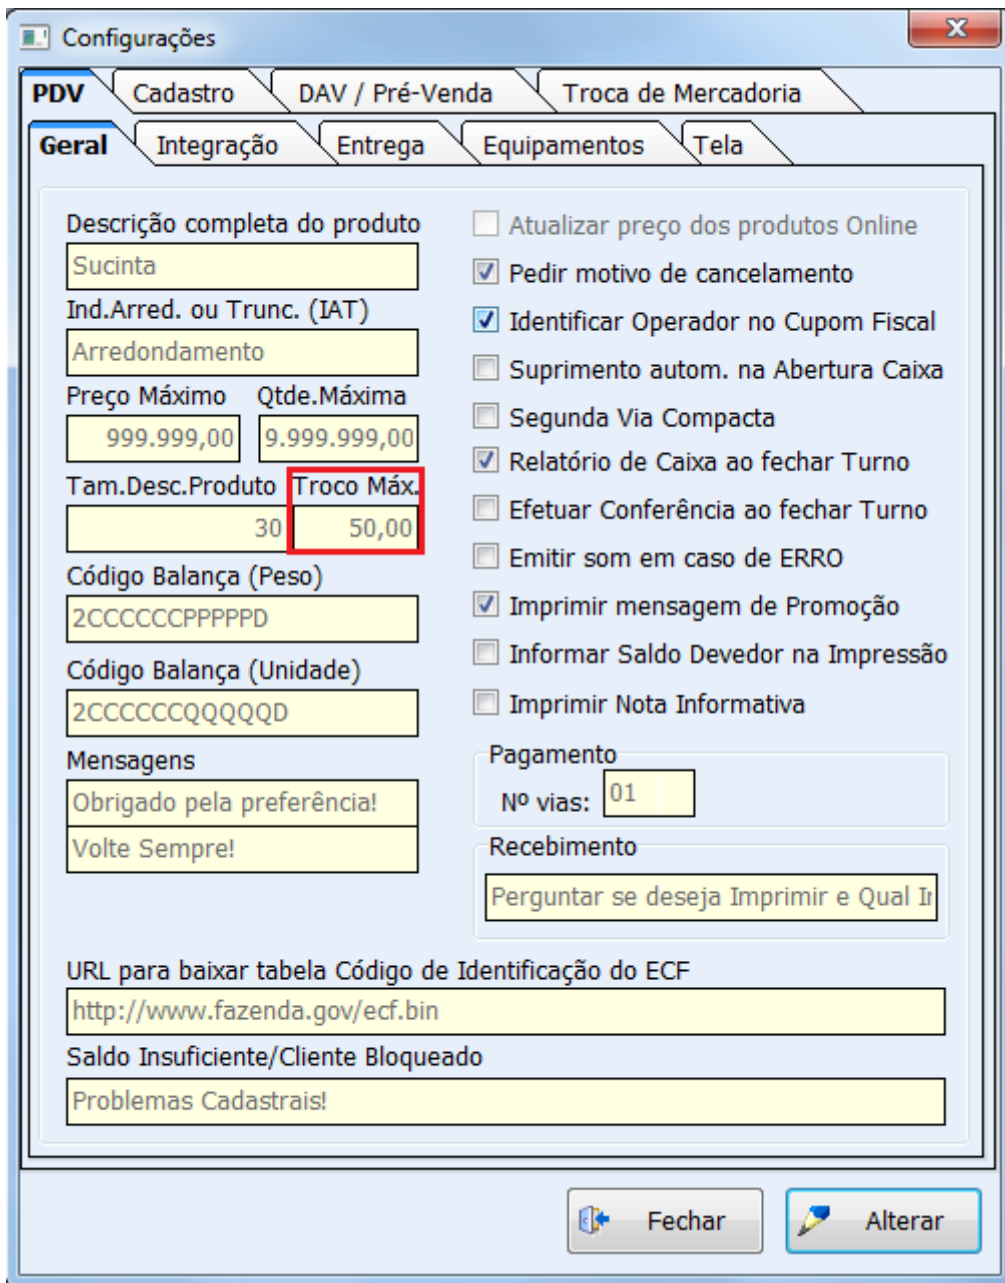 Configurações
PDV Cadastro DAV / Pré-Venda Troca de Mercadoria
Geral Integração Entrega Equipamentos Tela
Descrição completa do produto
Sucinta
Ind.Arred. ou Trunc. (IAT)
Arredondamento
Preço Máximo Qtde.Máxima
999.999,00 9.999.999,00
Tam.Desc.Produto Troco Máx.
30 50,00
Código Balança (Peso)
2CCCCCCPPPPPD
Código Balança (Unidade)
2CCCCCCQQQQQD
Mensagens
Obrigado pela preferência!
Volte Sempre!
Atualizar preço dos produtos Online
Pedir motivo de cancelamento
Identificar Operador no Cupom Fiscal
Suprimento autom. na Abertura Caixa
Segunda Via Compacta
Relatório de Caixa ao fechar Turno
Efetuar Conferência ao fechar Turno
Emitir som em caso de ERRO
Imprimir mensagem de Promoção
Informar Saldo Devedor na Impressão
Imprimir Nota Informativa
Pagamento
Nº vias: 01
Recebimento
Perguntar se deseja Imprimir e Qual
URL para baixar tabela Código de Identificação do ECF
http://www.fazenda.gov/ecf.bin
Saldo Insuficiente/Cliente Bloqueado
Problemas Cadastrais!
Fechar Alterar